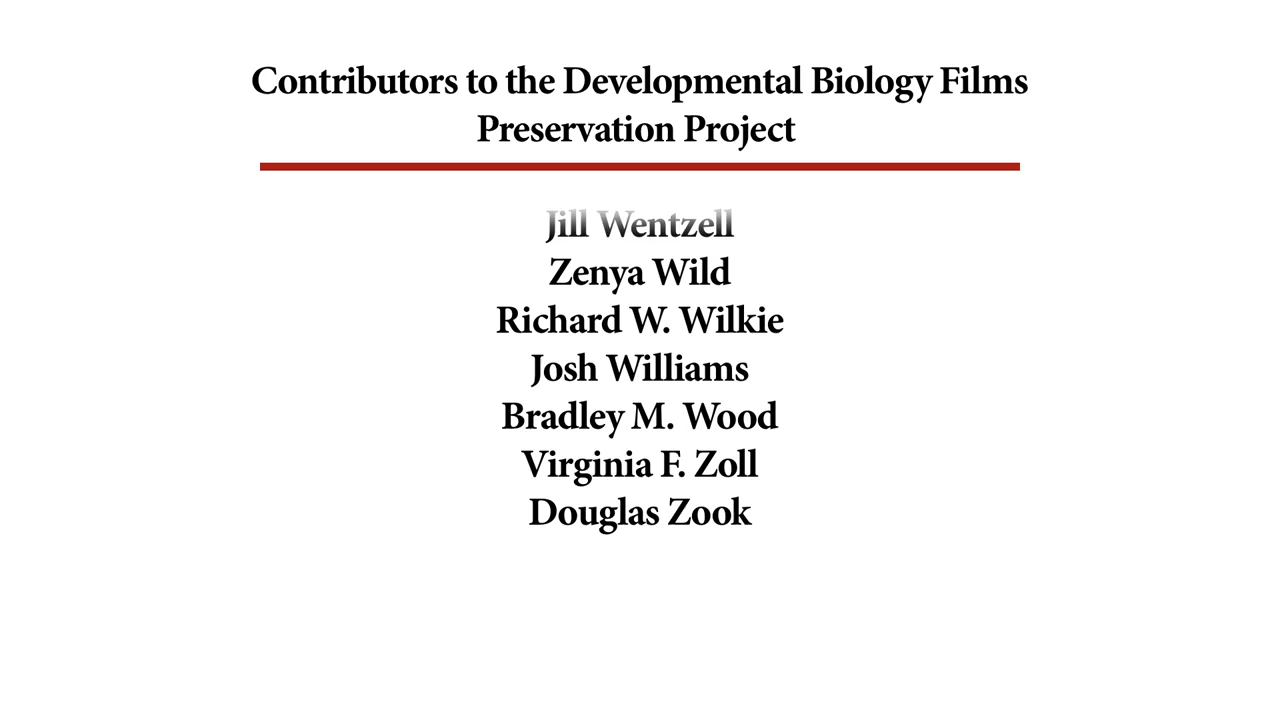 Contributors to the Developmental Biology Films
Preservation Project
Jill Wentzell
Zenya Wild
Richard W. Wilkie
Josh Williams
Bradley M. Wood
Virginia F. Zoll
Douglas Zook